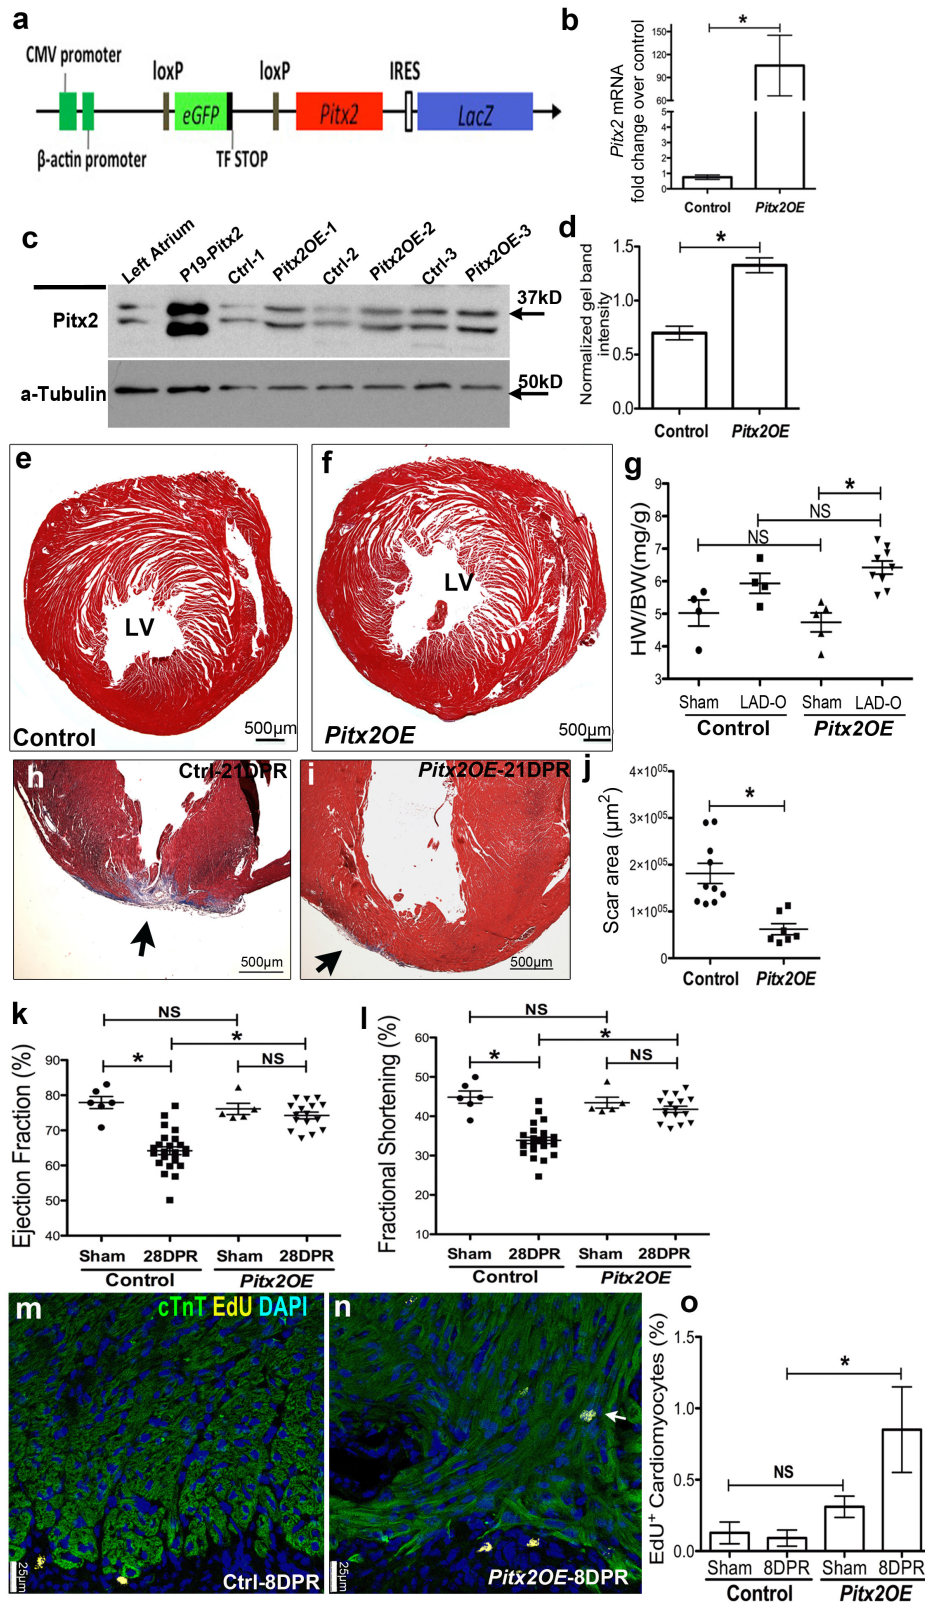 a
CMV promoter
loxP
loxP
IRES
eGFP
Pitx2
LacZ
β-actin promoter
TF STOP
b
Pitx2 mRNA
fold change over control
150
120
90
60
5
4
3
2
1
0
*
Control
Pitx2OE
c
Left Atrium
P19-Pitx2
Ctrl-1
Pitx2OE-1
Ctrl-2
Pitx2OE-2
Ctrl-3
Pitx2OE-3
Pitx2
37kD
a-Tubulin
50kD
d
Normalized gel band
intensity
1.5
1.0
0.5
0.0
*
Control
Pitx2OE
e
LV
Control
500μm
f
LV
Pitx2OE
500μm
g
HW/BW(mg/g)
9
8
7
6
5
4
3
*
NS
NS
Sham
LAD-O
Sham
LAD-O
Control
Pitx2OE
h
Ctrl-21DPR
500μm
i
Pitx2OE-21DPR
500μm
j
Scar area (μm²)
4×10⁰⁵
3×10⁰⁵
2×10⁰⁵
1×10⁰⁵
0
*
Control
Pitx2OE
k
Ejection Fraction (%)
90
80
70
60
50
40
NS
*
*
NS
Sham
28DPR
Sham
28DPR
Control
Pitx2OE
l
Fractional Shortening (%)
60
50
40
30
20
10
NS
*
*
NS
Sham
28DPR
Sham
28DPR
Control
Pitx2OE
m
cTnT EdU DAPI
25μm
Ctrl-8DPR
n
25μm
Pitx2OE-8DPR
o
EdU⁺ Cardiomyocytes (%)
1.5
1.0
0.5
0.0
*
NS
Sham
8DPR
Sham
8DPR
Control
Pitx2OE